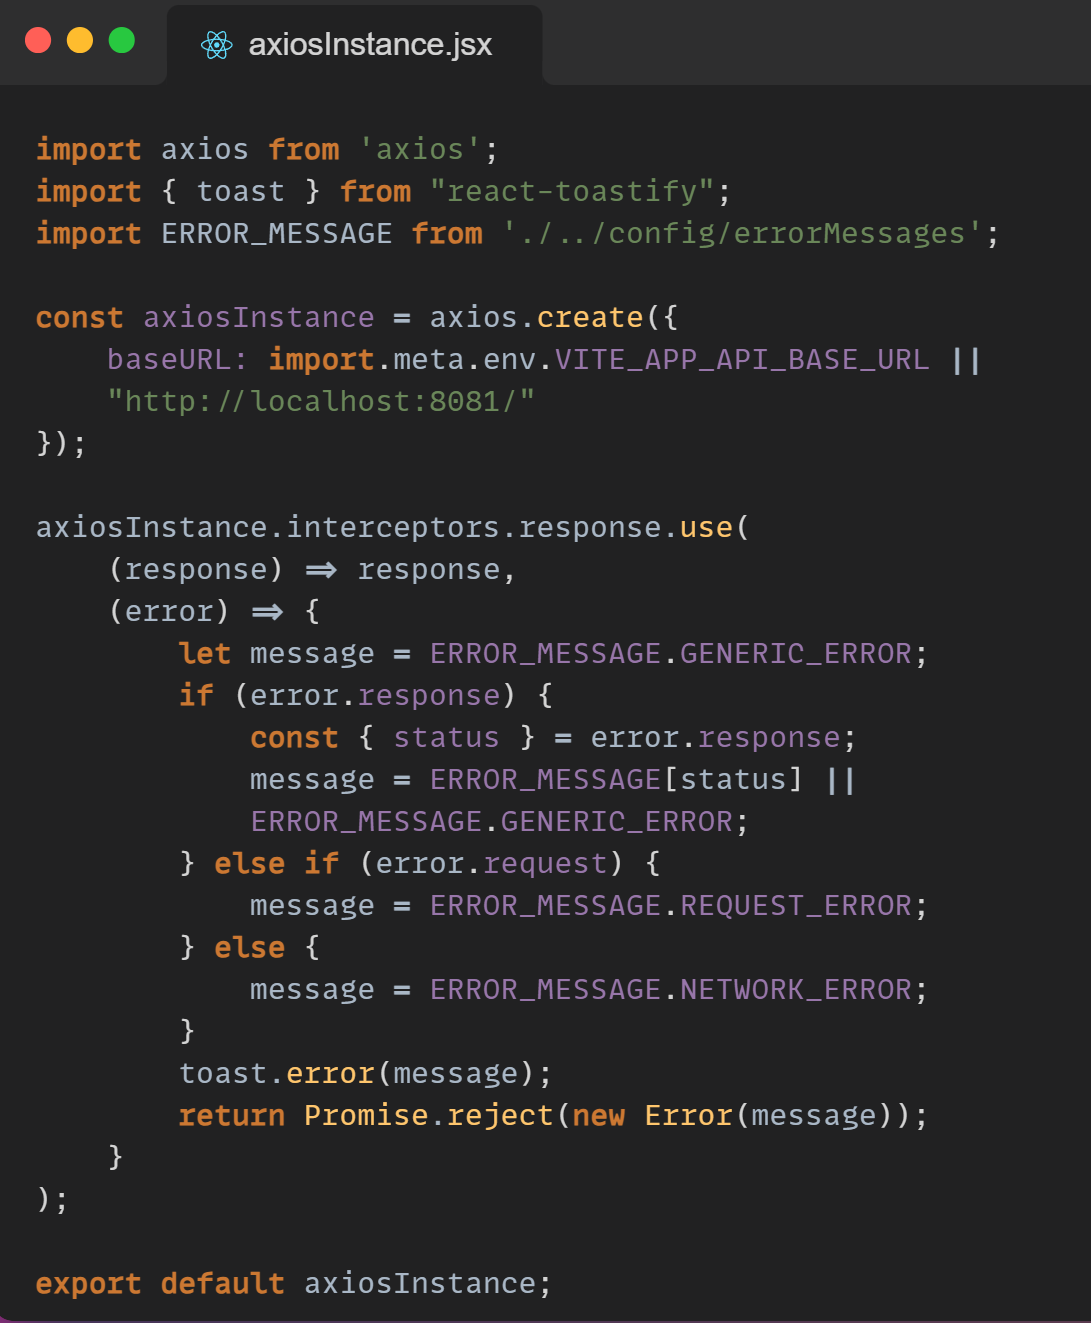 axiosInstance.jsx
import axios from 'axios';
import { toast } from "react-toastify";
import ERROR_MESSAGE from './../config/errorMessages';
const axiosInstance = axios.create({
    baseURL: import.meta.env.VITE_APP_API_BASE_URL ||
    "http://localhost:8081/"
});
axiosInstance.interceptors.response.use(
    (response) => response,
    (error) => {
        let message = ERROR_MESSAGE.GENERIC_ERROR;
        if (error.response) {
            const { status } = error.response;
            message = ERROR_MESSAGE[status] ||
            ERROR_MESSAGE.GENERIC_ERROR;
        } else if (error.request) {
            message = ERROR_MESSAGE.REQUEST_ERROR;
        } else {
            message = ERROR_MESSAGE.NETWORK_ERROR;
        }
        toast.error(message);
        return Promise.reject(new Error(message));
    }
);
export default axiosInstance;